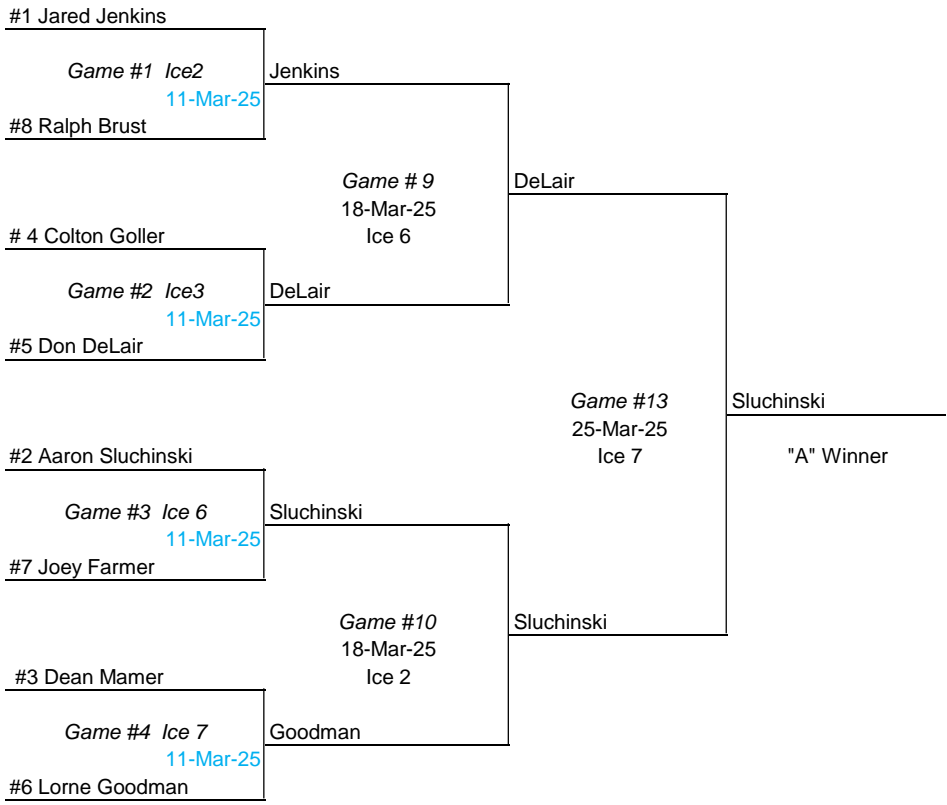 #1 Jared Jenkins
Game #1 Ice2
Jenkins
11-Mar-25
#8 Ralph Brust
Game # 9
DeLair
18-Mar-25
# 4 Colton Goller
Ice 6
Game #2 Ice3
DeLair
11-Mar-25
#5 Don DeLair
Game #13
Sluchinski
25-Mar-25
#2 Aaron Sluchinski
Ice 7
"A" Winner
Game #3 Ice 6
Sluchinski
11-Mar-25
#7 Joey Farmer
Game #10
Sluchinski
18-Mar-25
#3 Dean Mamer
Ice 2
Game #4 Ice 7
Goodman
11-Mar-25
#6 Lorne Goodman